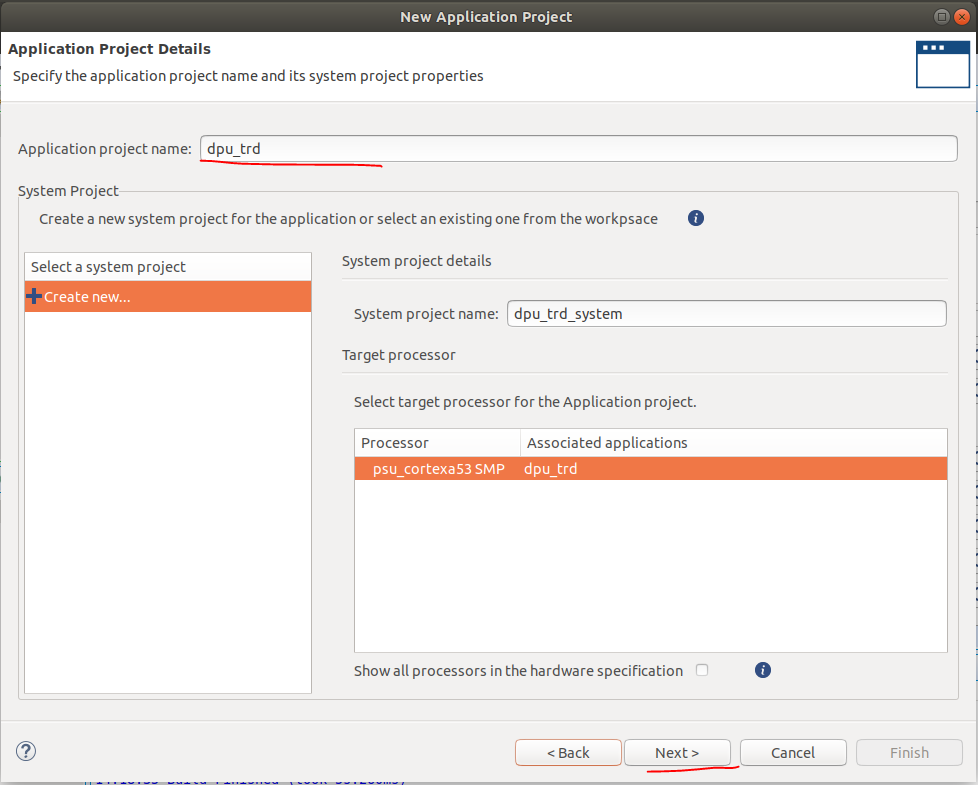 New Application Project
Application Project Details
Specify the application project name and its system project properties
Application project name: dpu_trd
System Project
Create a new system project for the application or select an existing one from the workpsace
Select a system project
Create new...
System project details
System project name: dpu_trd_system
Target processor
Select target processor for the Application project.
Processor Associated applications
psu_cortexa53 SMP dpu_trd
Show all processors in the hardware specification
< Back Next > Cancel Finish